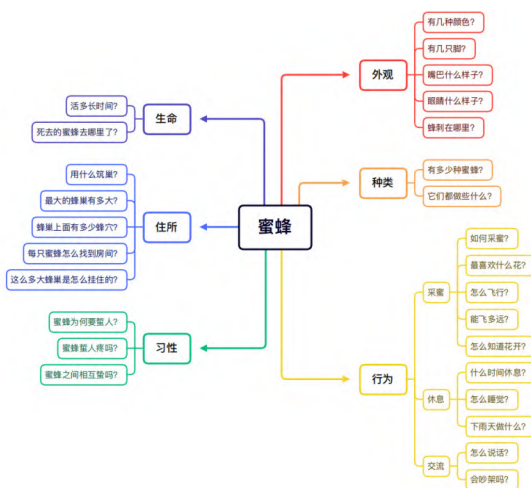 蜜蜂
外观
有几种颜色?
有几只脚?
嘴巴什么样子?
眼睛什么样子?
蜂刺在哪里?
种类
有多少种蜜蜂?
它们都做些什么?
行为
采蜜
如何采蜜?
最喜欢什么花?
怎么飞行?
能飞多远?
怎么知道花开?
休息
什么时间休息?
怎么睡觉?
下雨天做什么?
交流
怎么说话?
会吵架吗?
生命
活多长时间?
死去的蜜蜂去哪里了?
住所
用什么筑巢?
最大的蜂巢有多大?
蜂巢上面有多少蜂穴?
每只蜜蜂怎么找到房间?
这么多大蜂巢是怎么挂住的?
习性
蜜蜂为何要蜇人?
蜜蜂蜇人疼吗?
蜜蜂之间相互蛰吗?